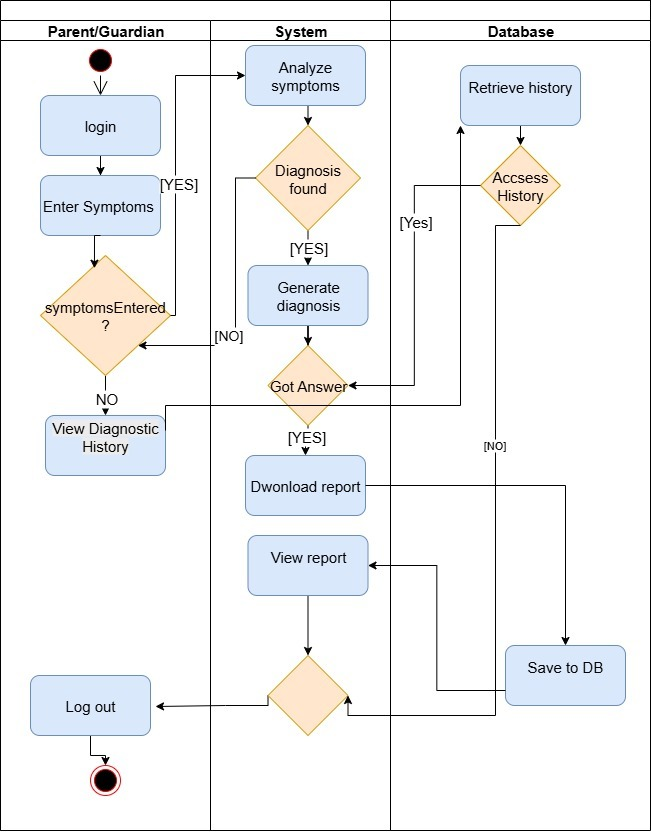 Parent/Guardian
System
Database
login
Enter Symptoms
symptomsEntered
?
[YES]
NO
View Diagnostic
History
Analyze
symptoms
Diagnosis
found
[YES]
[NO]
Generate
diagnosis
Got Answer
[YES]
Dwonload report
View report
Retrieve history
Accsess
History
[Yes]
[NO]
Save to DB
Log out